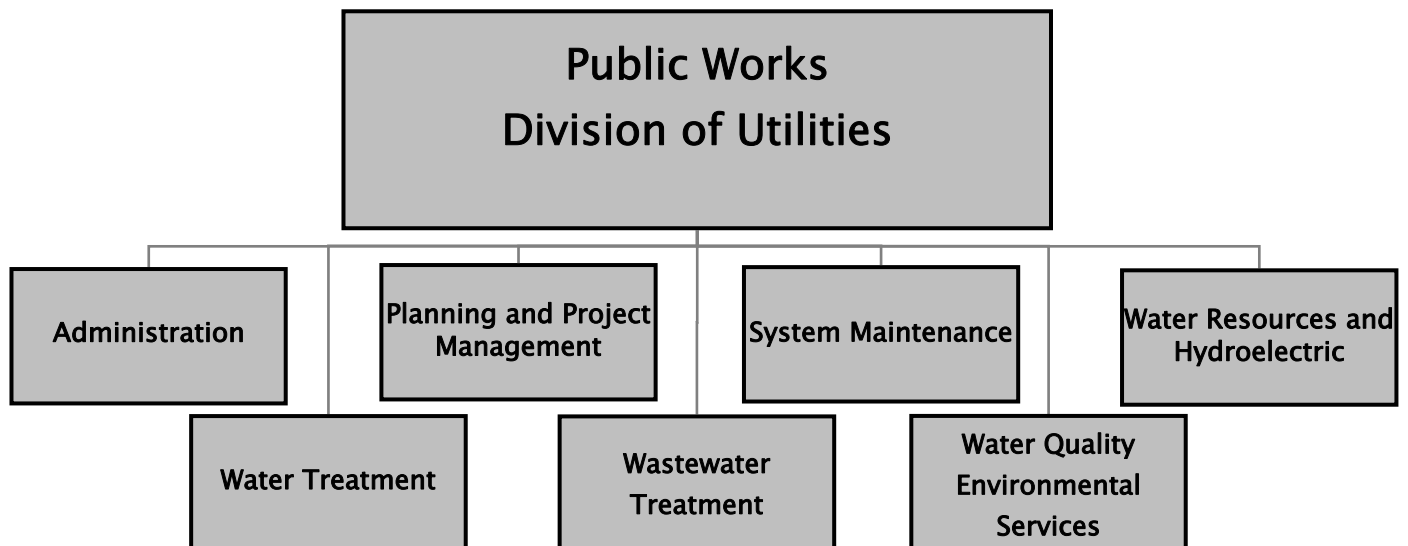 Public Works
Division of Utilities
Administration
Planning and Project
Management
System Maintenance
Water Resources and
Hydroelectric
Water Treatment
Wastewater
Treatment
Water Quality
Environmental
Services